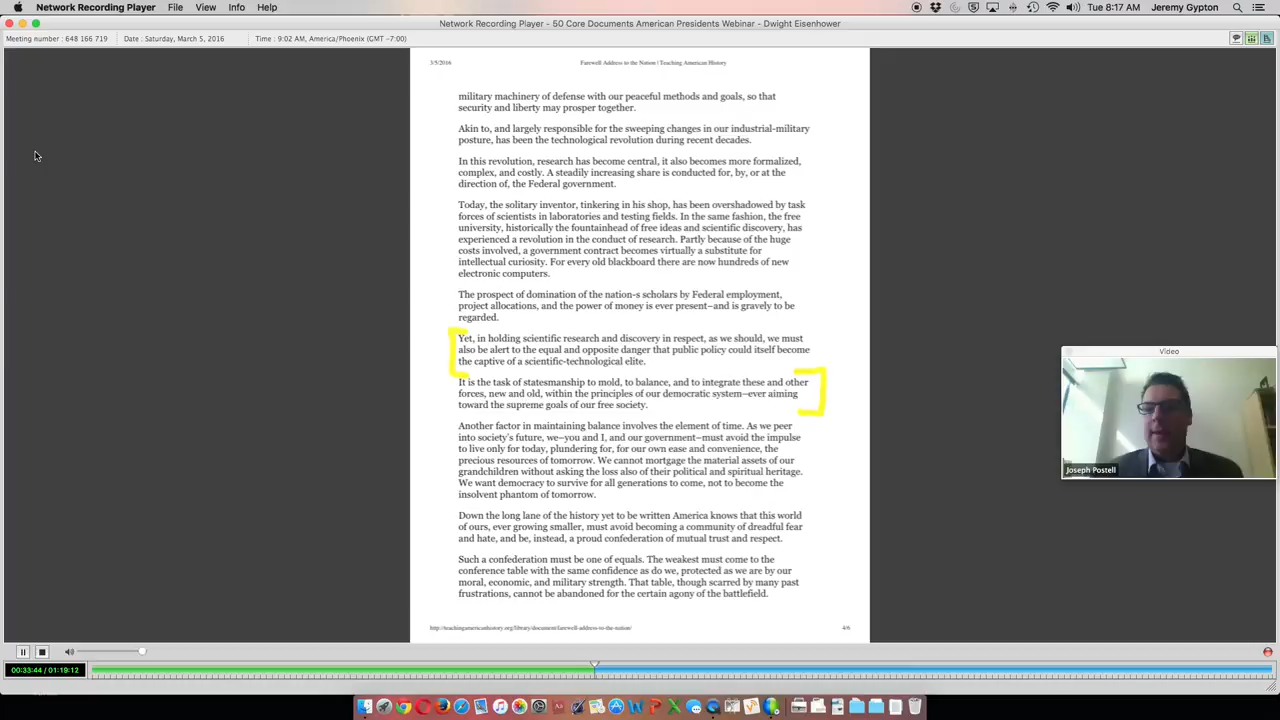 Network Recording Player File View Info Help Tue 8:17 AM Jeremy Gypton
Network Recording Player - 50 Core Documents American Presidents Webinar - Dwight Eisenhower
Meeting number : 648 166 719 Date : Saturday, March 5, 2016 Time : 9:02 AM, America/Phoenix (GMT -7:00)
3/5/2016 Farewell Address to the Nation | Teaching American History
military machinery of defense with our peaceful methods and goals, so that
security and liberty may prosper together.
Akin to, and largely responsible for the sweeping changes in our industrial-military
posture, has been the technological revolution during recent decades.
In this revolution, research has become central, it also becomes more formalized,
complex, and costly. A steadily increasing share is conducted for, by, or at the
direction of, the Federal government.
Today, the solitary inventor, tinkering in his shop, has been overshadowed by task
forces of scientists in laboratories and testing fields. In the same fashion, the free
university, historically the fountainhead of free ideas and scientific discovery, has
experienced a revolution in the conduct of research. Partly because of the huge
costs involved, a government contract becomes virtually a substitute for
intellectual curiosity. For every old blackboard there are now hundreds of new
electronic computers.
The prospect of domination of the nation-s scholars by Federal employment,
project allocations, and the power of money is ever present–and is gravely to be
regarded.
Yet, in holding scientific research and discovery in respect, as we should, we must
also be alert to the equal and opposite danger that public policy could itself become
the captive of a scientific-technological elite.
It is the task of statesmanship to mold, to balance, and to integrate these and other
forces, new and old, within the principles of our democratic system–ever aiming
toward the supreme goals of our free society.
Another factor in maintaining balance involves the element of time. As we peer
into society's future, we–you and I, and our government–must avoid the impulse
to live only for today, plundering for, for our own ease and convenience, the
precious resources of tomorrow. We cannot mortgage the material assets of our
grandchildren without asking the loss also of their political and spiritual heritage.
We want democracy to survive for all generations to come, not to become the
insolvent phantom of tomorrow.
Down the long lane of the history yet to be written America knows that this world
of ours, ever growing smaller, must avoid becoming a community of dreadful fear
and hate, and be, instead, a proud confederation of mutual trust and respect.
Such a confederation must be one of equals. The weakest must come to the
conference table with the same confidence as do we, protected as we are by our
moral, economic, and military strength. That table, though scarred by many past
frustrations, cannot be abandoned for the certain agony of the battlefield.
http://teachingamericanhistory.org/library/document/farewell-address-to-the-nation/ 4/6
Video
Joseph Postell
00:33:44 / 01:19:12